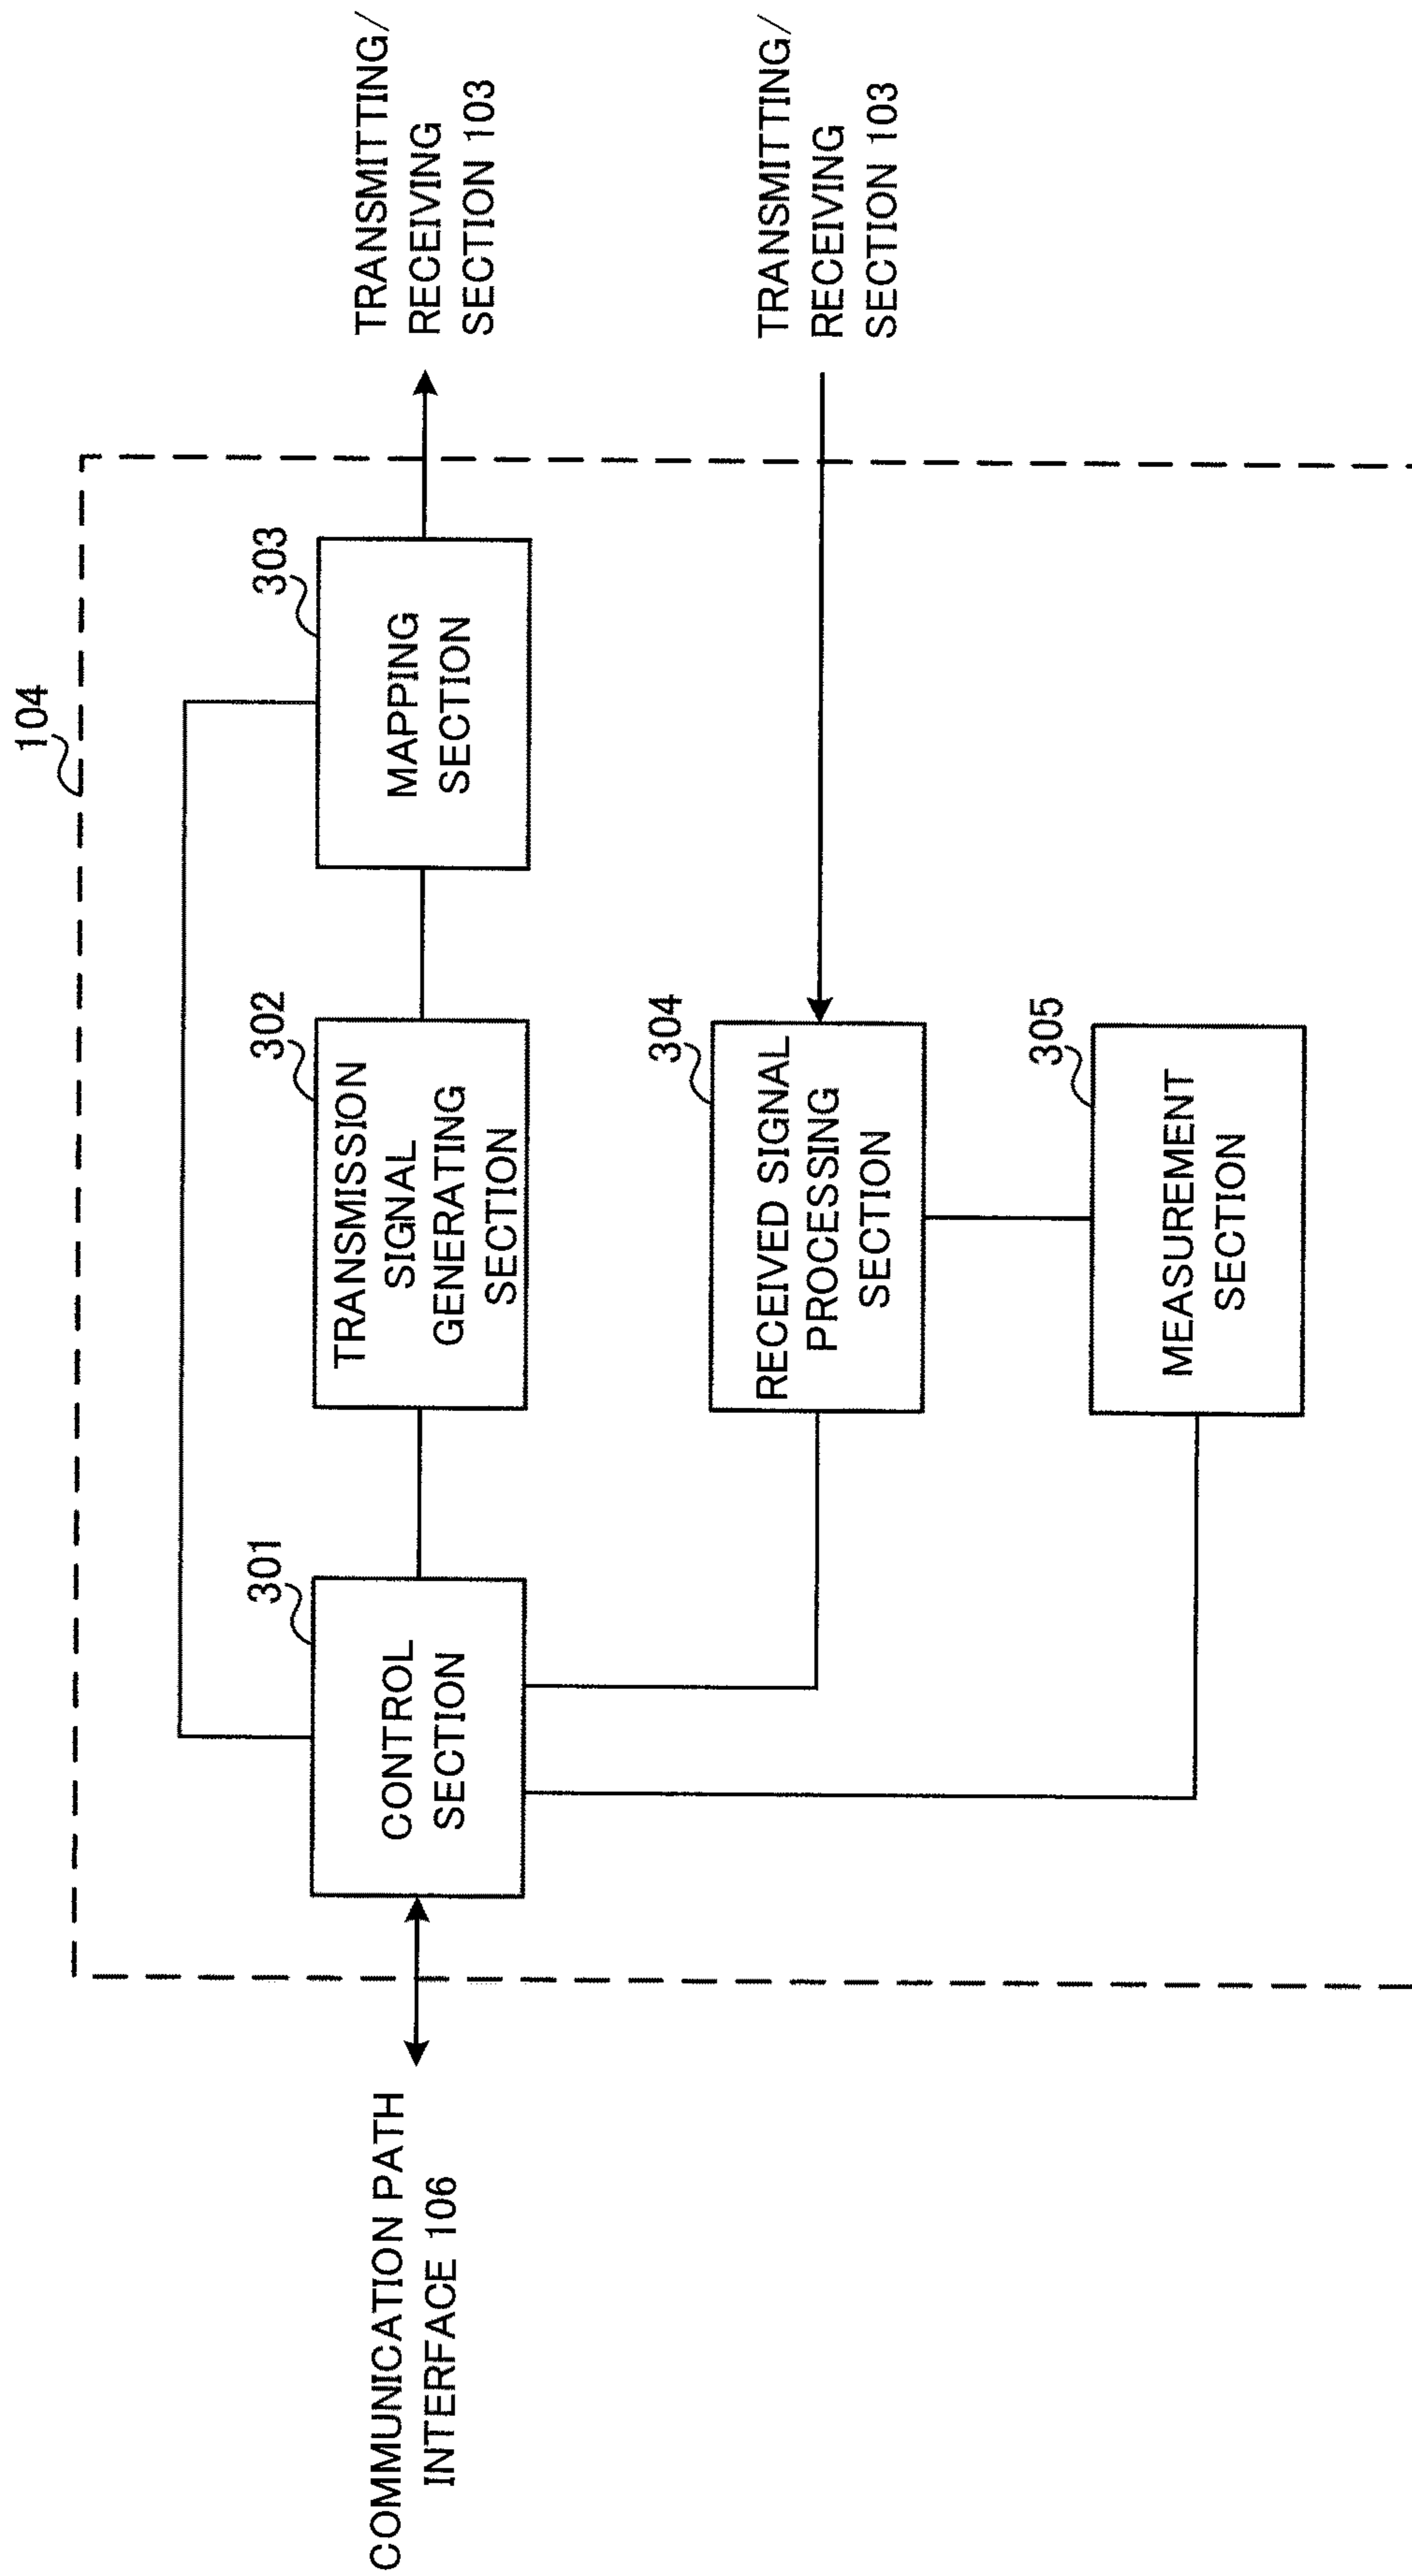 104
COMMUNICATION PATH
INTERFACE 106
301
CONTROL
SECTION
302
TRANSMISSION
SIGNAL
GENERATING
SECTION
303
MAPPING
SECTION
TRANSMITTING/
RECEIVING
SECTION 103
304
RECEIVED SIGNAL
PROCESSING
SECTION
TRANSMITTING/
RECEIVING
SECTION 103
305
MEASUREMENT
SECTION